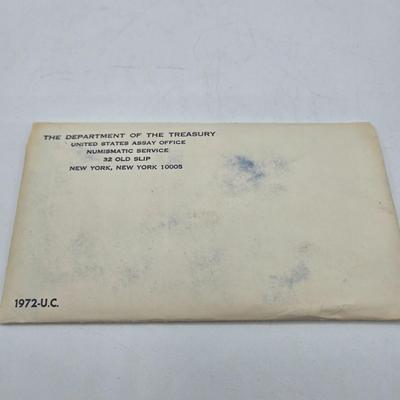 THE DEPARTMENT OF THE TREASURY
UNITED STATES ASSAY OFFICE
NUMISMATIC SERVICE
32 OLD SLIP
NEW YORK, NEW YORK 10005
1972-U.C.